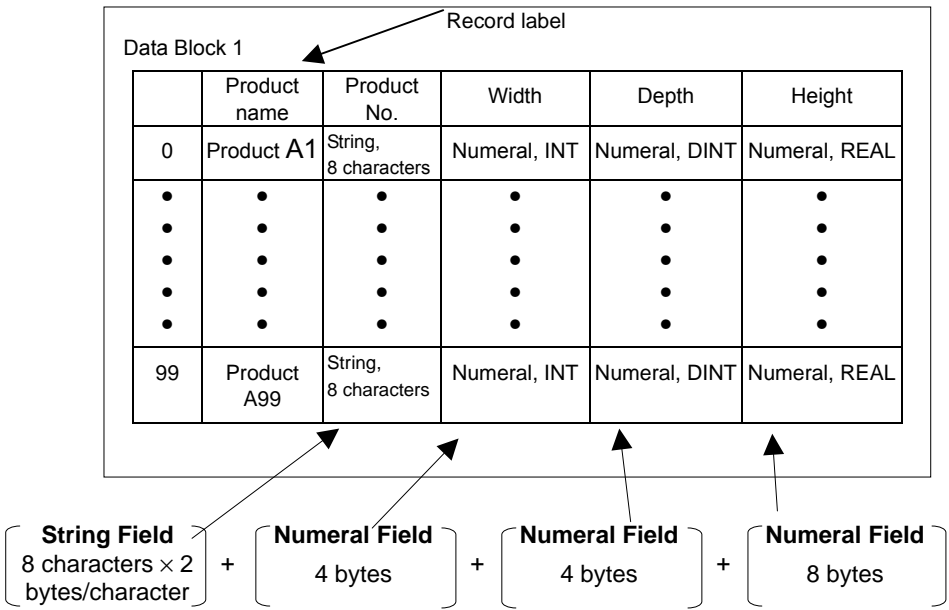 Record label
Data Block 1
Product name Product No. Width Depth Height
0 Product A1 String, 8 characters Numeral, INT Numeral, DINT Numeral, REAL
99 Product A99 String, 8 characters Numeral, INT Numeral, DINT Numeral, REAL
String Field Numeral Field Numeral Field Numeral Field
8 characters × 2 bytes/character + 4 bytes + 4 bytes + 8 bytes